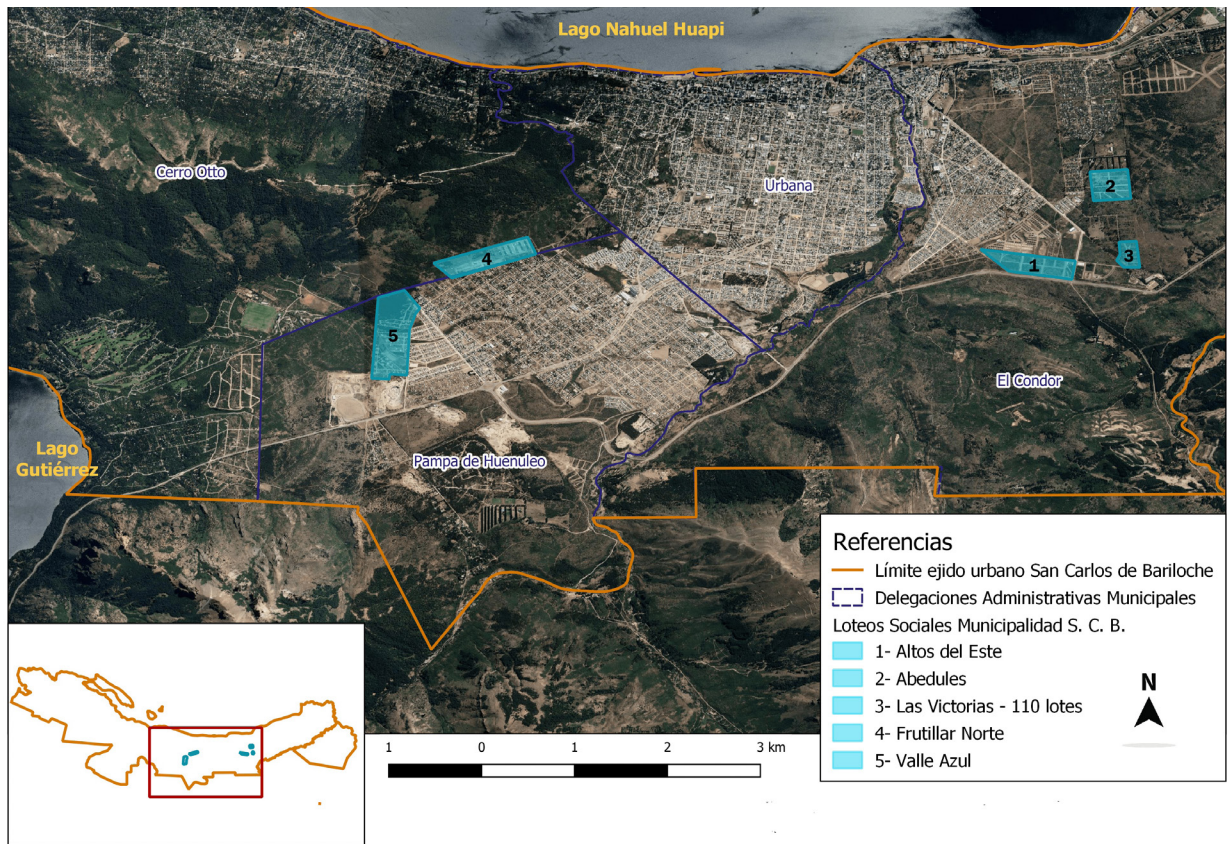 Lago Nahuel Huapi
Cerro Otto
Urbana
2
4
1
3
5
El Condor
Lago
Gutiérrez
Pampa de Huenuleo
Referencias
Límite ejido urbano San Carlos de Bariloche
Delegaciones Administrativas Municipales
Loteos Sociales Municipalidad S. C. B.
1- Altos del Este
2- Abedules
3- Las Victorias - 110 lotes
4- Frutillar Norte
5- Valle Azul
N
1 0 1 2 3 km